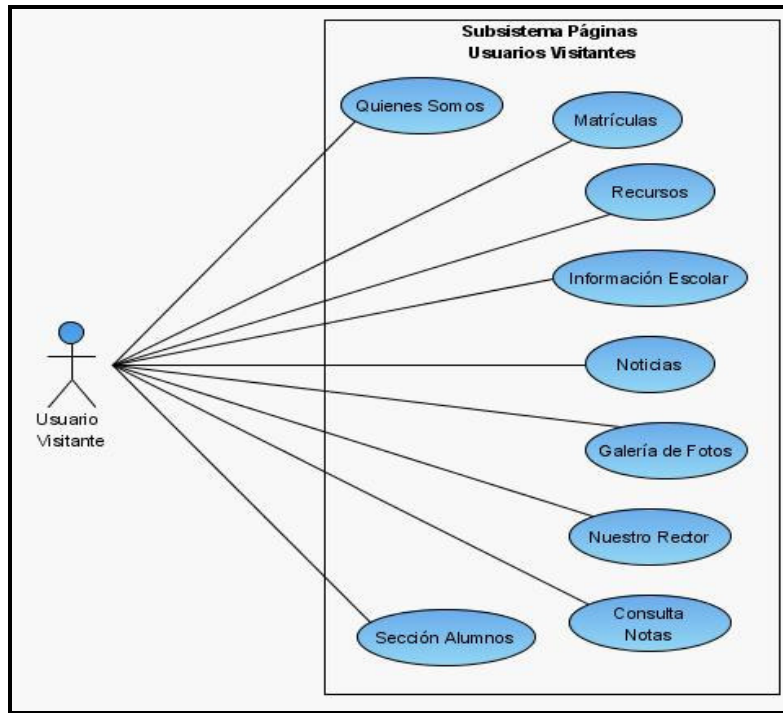 Subsistema Páginas
Usuarios Visitantes
Quienes Somos
Matrículas
Recursos
Información Escolar
Noticias
Usuario
Visitante
Galería de Fotos
Nuestro Rector
Consulta
Notas
Sección Alumnos